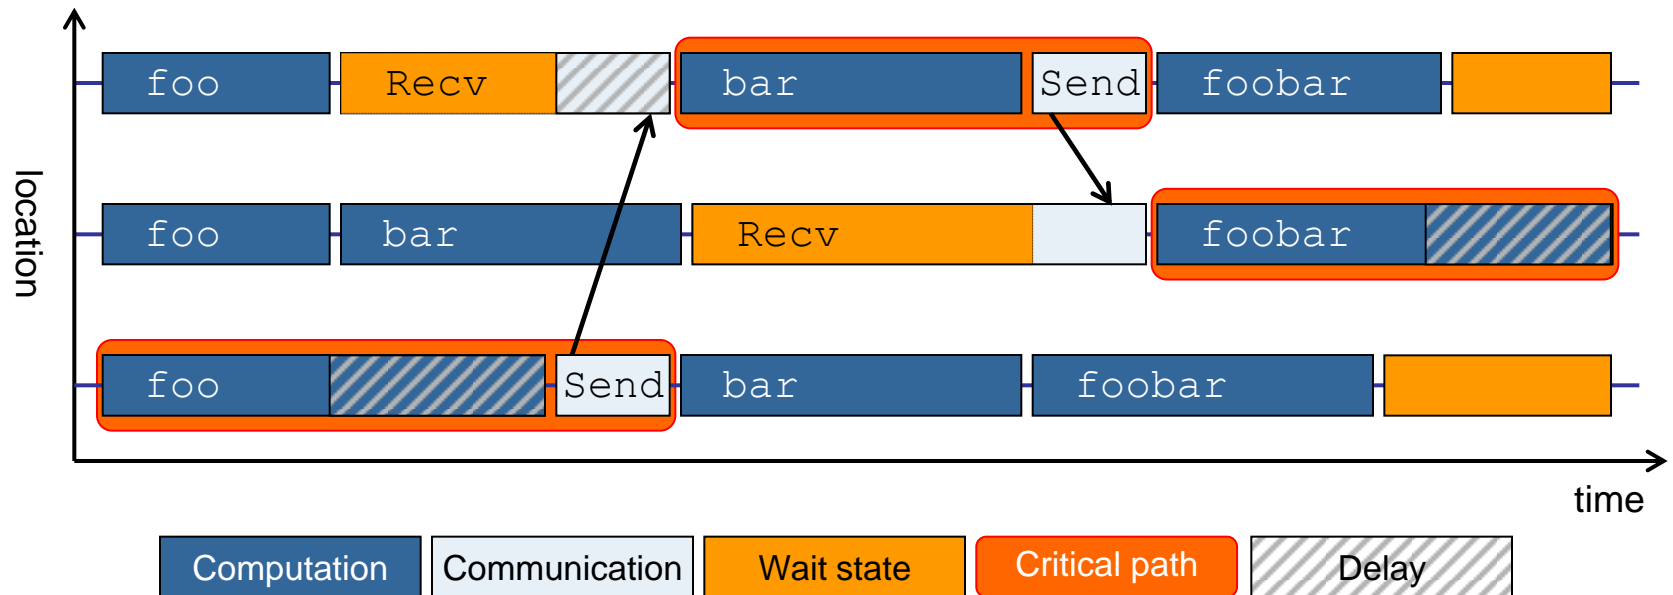 foo Recv bar Send foobar
location
foo bar Recv foobar
foo Send bar foobar
time
Computation Communication Wait state Critical path Delay